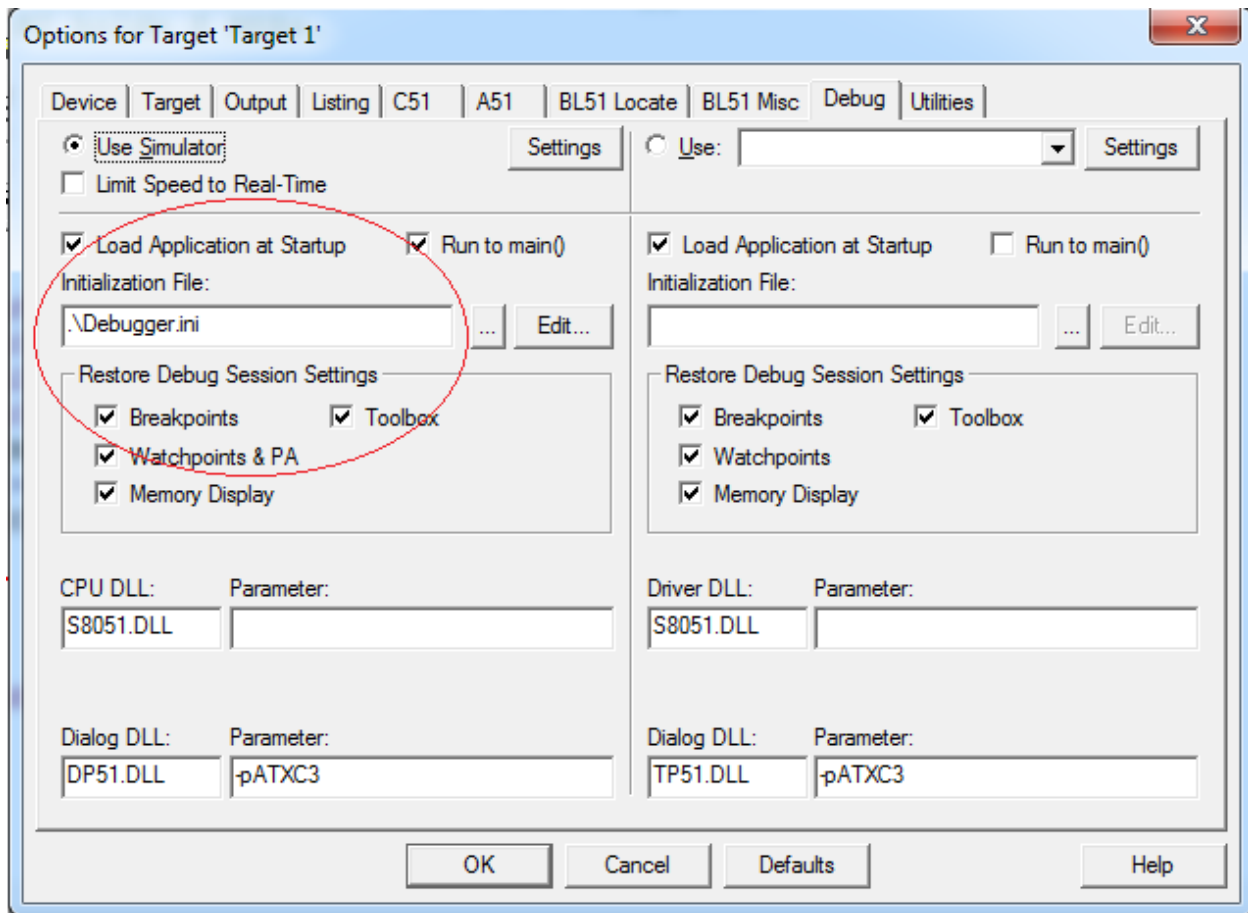 Options for Target 'Target 1'
Device Target Output Listing C51 A51 BL51 Locate BL51 Misc Debug Utilities
Use Simulator Settings
Limit Speed to Real-Time
Load Application at Startup Run to main()
Initialization File:
.\Debugger.ini ... Edit...
Restore Debug Session Settings
Breakpoints Toolbox
Watchpoints & PA
Memory Display
CPU DLL: Parameter:
S8051.DLL
Dialog DLL: Parameter:
DP51.DLL -pATXC3
Use: Settings
Load Application at Startup Run to main()
Initialization File:
... Edit...
Restore Debug Session Settings
Breakpoints Toolbox
Watchpoints
Memory Display
Driver DLL: Parameter:
S8051.DLL
Dialog DLL: Parameter:
TP51.DLL -pATXC3
OK Cancel Defaults Help